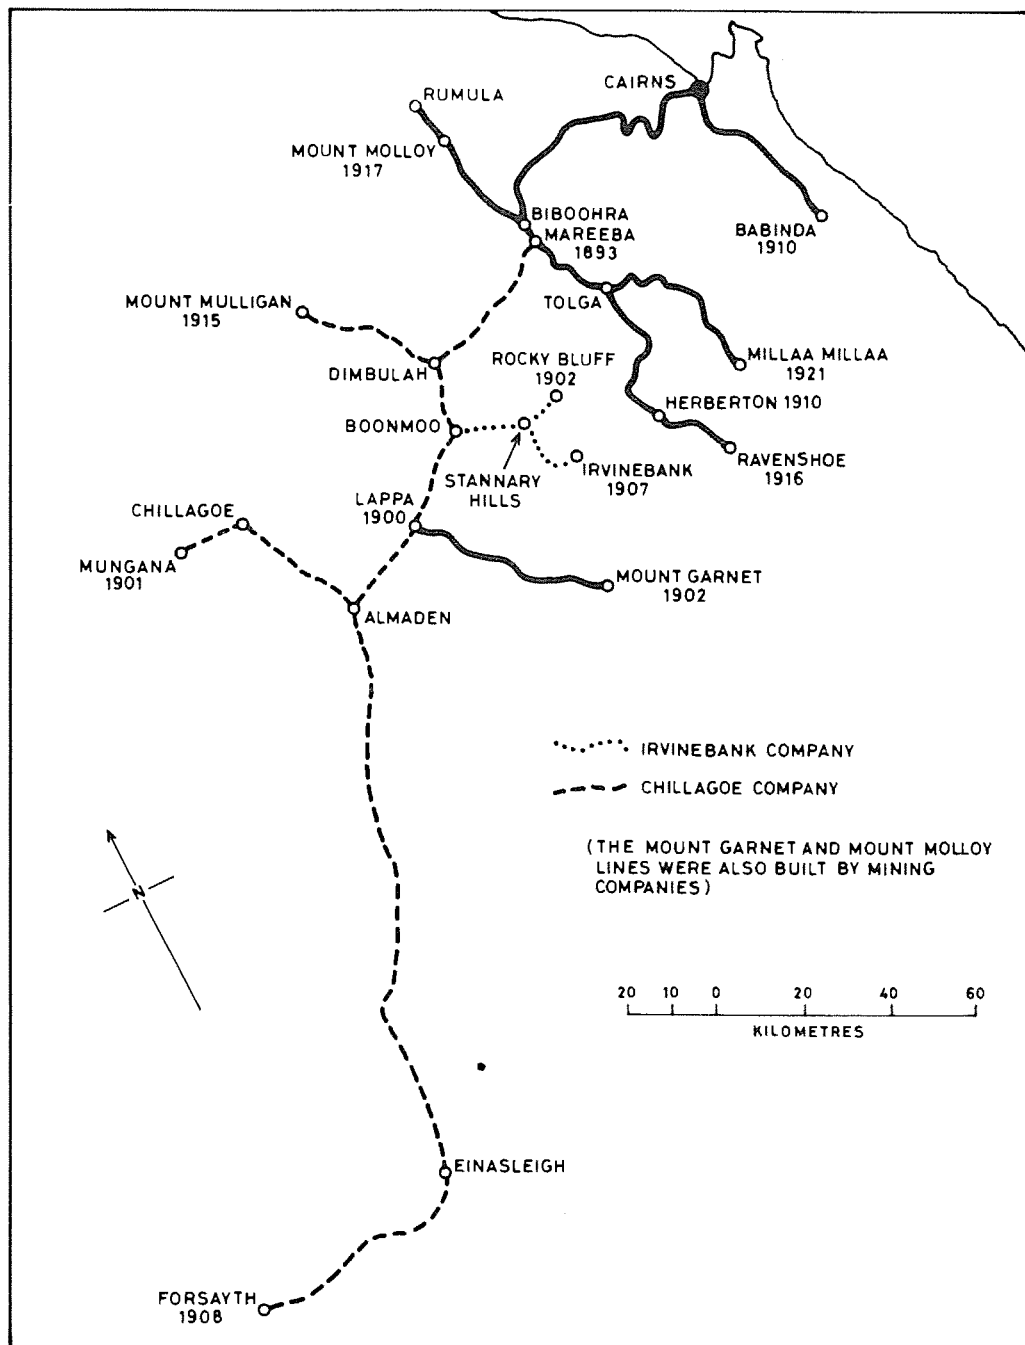 CAIRNS
RUMULA
MOUNT MOLLOY
1917
BIBOOHRA
MAREEBA
1893
BABINDA
1910
MOUNT MULLIGAN
1915
TOLGA
DIMBULAH
ROCKY BLUFF
1902
MILLAA MILLAA
1921
HERBERTON 1910
BOONMOO
STANNARY
HILLS
IRVINEBANK
1907
RAVENSHOE
1916
LAPPA
1900
CHILLAGOE
MUNGANA
1901
MOUNT GARNET
1902
ALMADEN
IRVINEBANK COMPANY
CHILLAGOE COMPANY
(THE MOUNT GARNET AND MOUNT MOLLOY
LINES WERE ALSO BUILT BY MINING
COMPANIES)
N
20 10 0 20 40 60
KILOMETRES
EINASLEIGH
FORSAYTH
1908